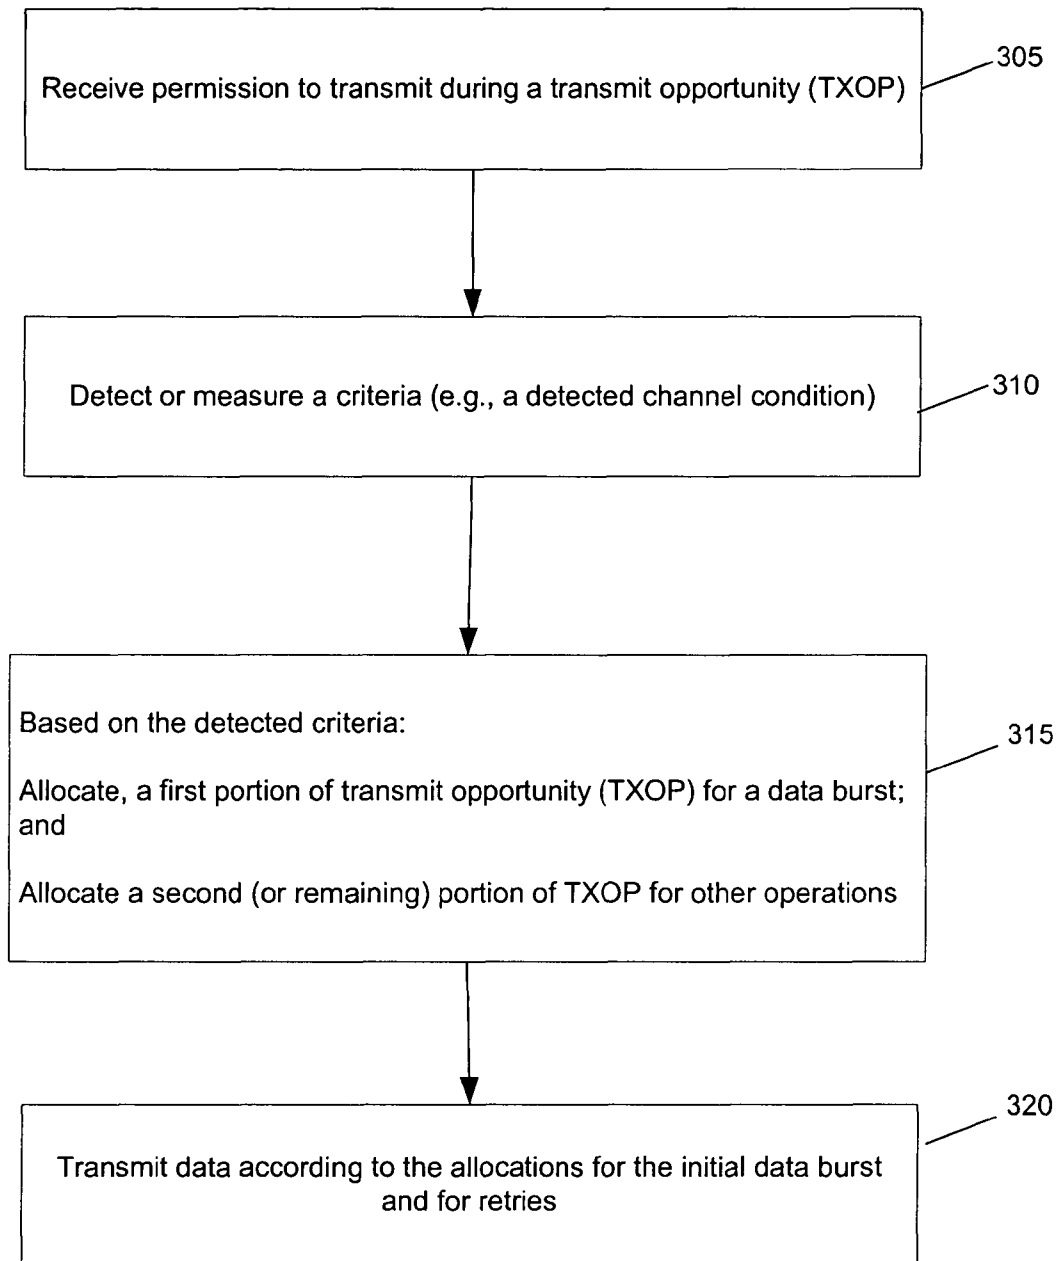 Receive permission to transmit during a transmit opportunity (TXOP)
305
Detect or measure a criteria (e.g., a detected channel condition)
310
Based on the detected criteria:
315
Allocate, a first portion of transmit opportunity (TXOP) for a data burst;
and
Allocate a second (or remaining) portion of TXOP for other operations
320
Transmit data according to the allocations for the initial data burst
and for retries